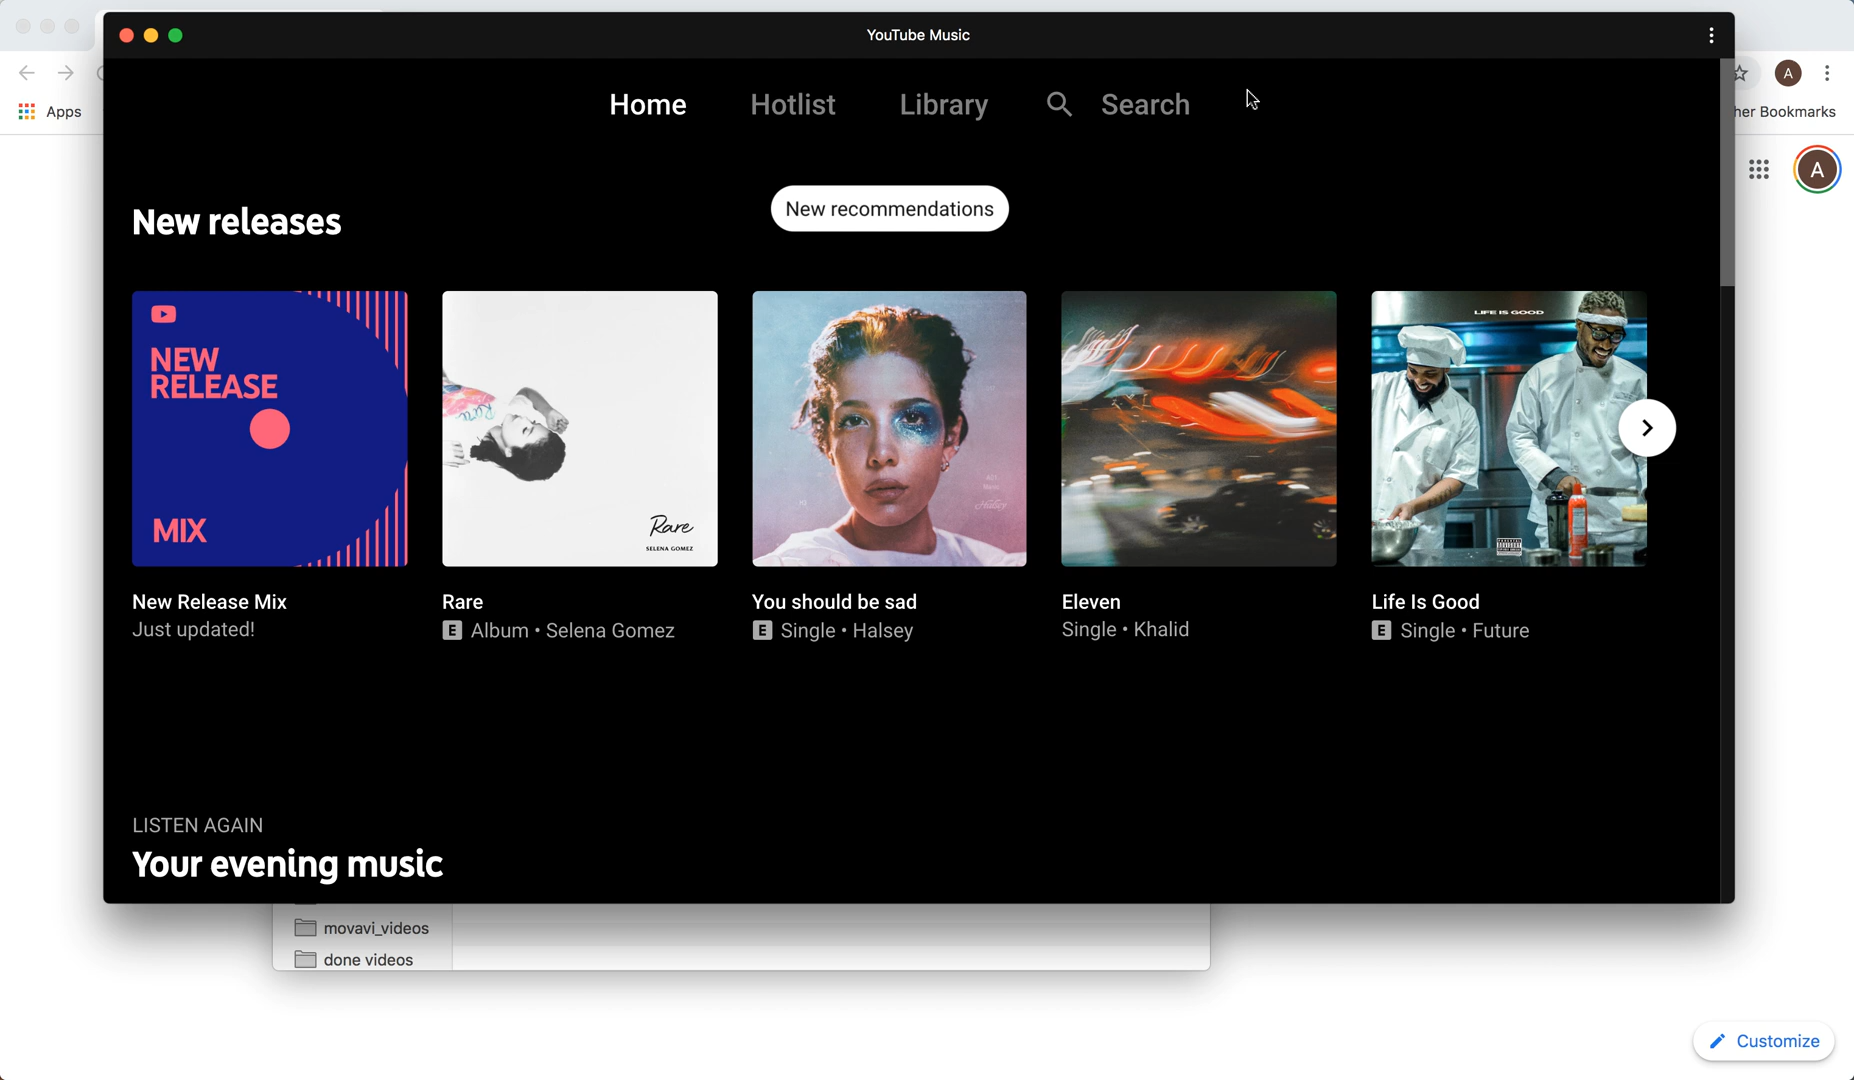 YouTube Music
A
Apps
her Bookmarks
Home
Hotlist
Library
Search
A
New releases
New recommendations
NEW
RELEASE
MIX
Rare
SELENA GOMEZ
Halsey
LIFE IS GOOD
New Release Mix
Just updated!
Rare
E Album • Selena Gomez
You should be sad
E Single • Halsey
Eleven
Single • Khalid
Life Is Good
E Single • Future
LISTEN AGAIN
Your evening music
movavi_videos
done videos
Customize